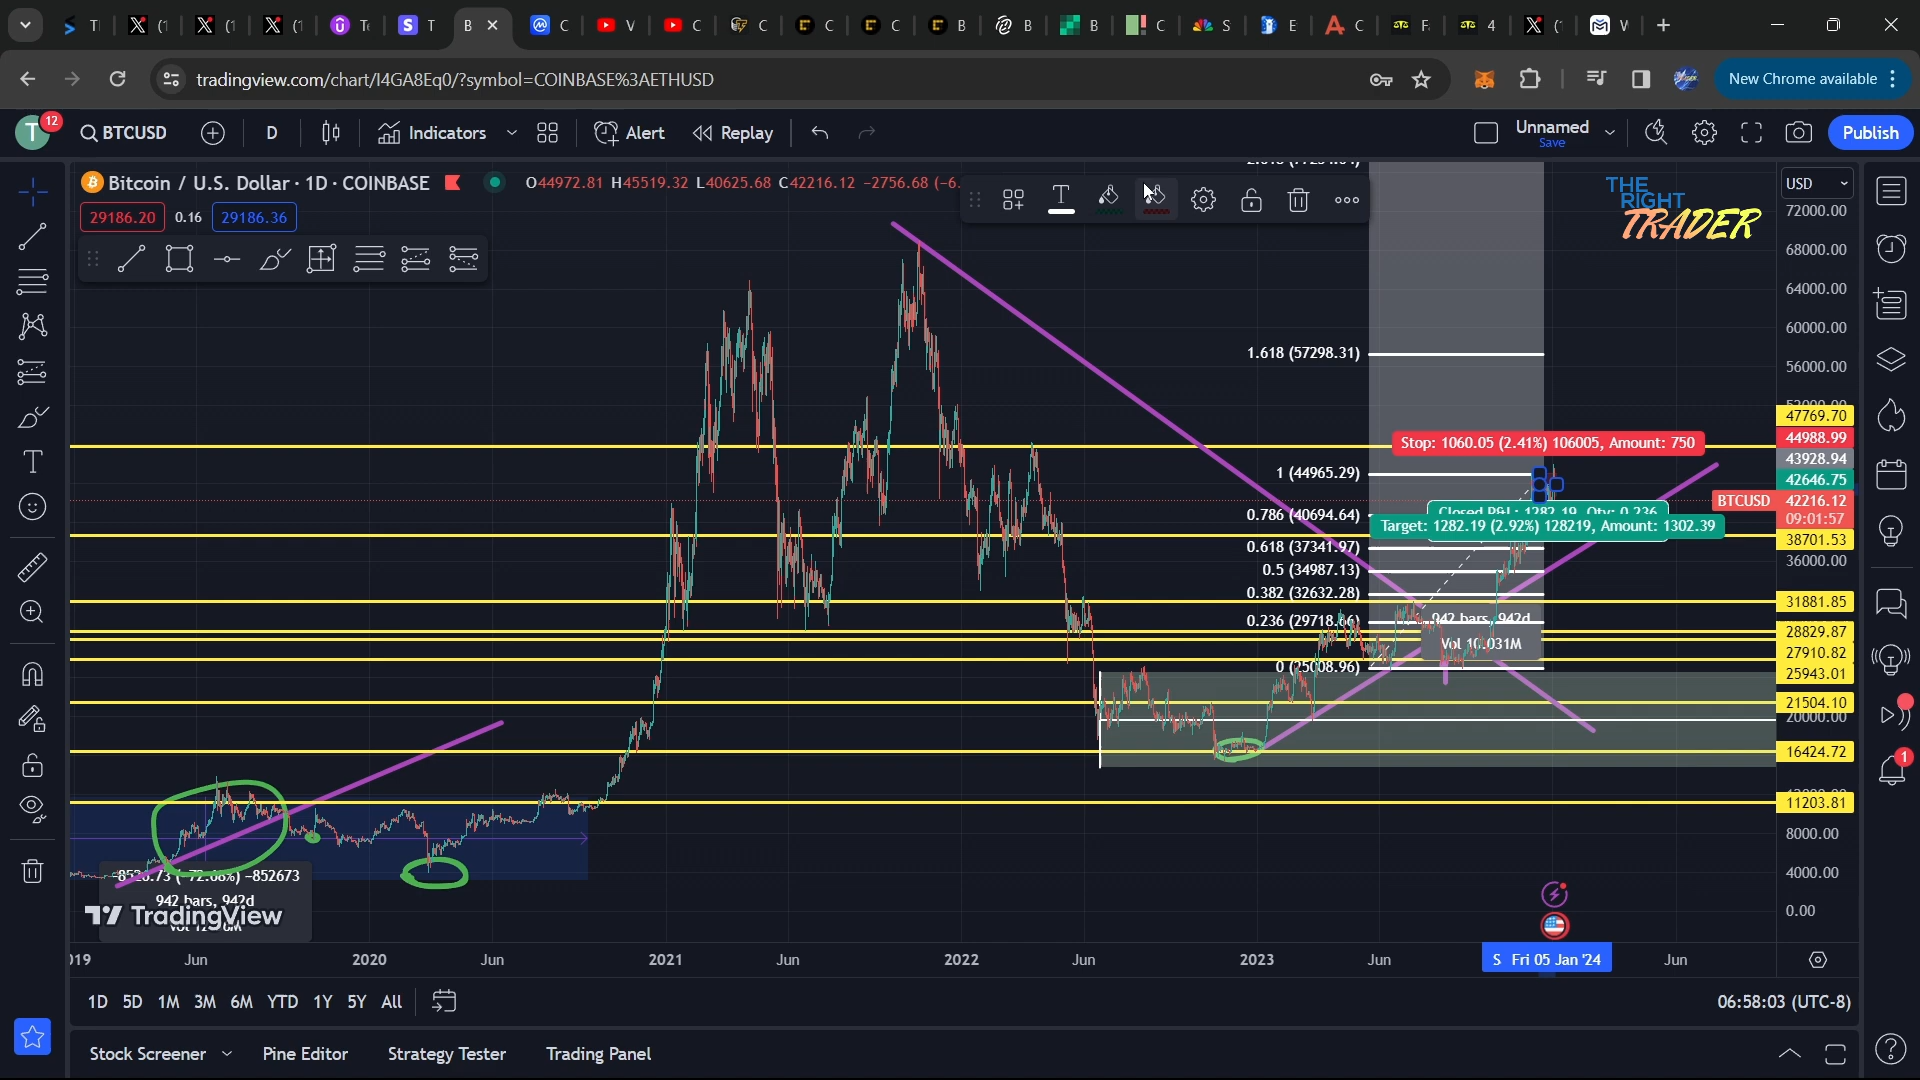 tradingview.com/chart/I4GA8Eq0/?symbol=COINBASE%3AETHUSD
New Chrome available
T 12 BTCUSD D Indicators Alert Replay Unnamed Publish
Save
Bitcoin / U.S. Dollar · 1D · COINBASE O44972.81 H45519.32 L40625.68 C42216.12 −2756.68 (−6.
29186.20 0.16 29186.36
THE
RIGHT
TRADER
USD
72000.00
68000.00
64000.00
60000.00
1.618 (57298.31)
56000.00
47769.70
Stop: 1060.05 (2.41%) 106005, Amount: 750
44988.99
43928.94
1 (44965.29)
42646.75
BTCUSD 42216.12
09:01:57
0.786 (40694.64)
Closed P&L: 1282.19, Qty: 0.236
Target: 1282.19 (2.92%) 128219, Amount: 1302.39
38701.53
0.618 (37341.97)
36000.00
0.5 (34987.13)
0.382 (32632.28)
31881.85
0.236 (29718.66)
942 bars, 942d
28829.87
Vol 10.031M
27910.82
0 (25008.96)
25943.01
21504.10
20000.00
16424.72
11203.81
8000.00
−8526.73 (−72.68%) −852673
4000.00
942 bars, 942d
TradingView
0.00
2019 Jun 2020 Jun 2021 Jun 2022 Jun 2023 Jun S Fri 05 Jan '24 Jun
1D 5D 1M 3M 6M YTD 1Y 5Y All 06:58:03 (UTC-8)
Stock Screener Pine Editor Strategy Tester Trading Panel